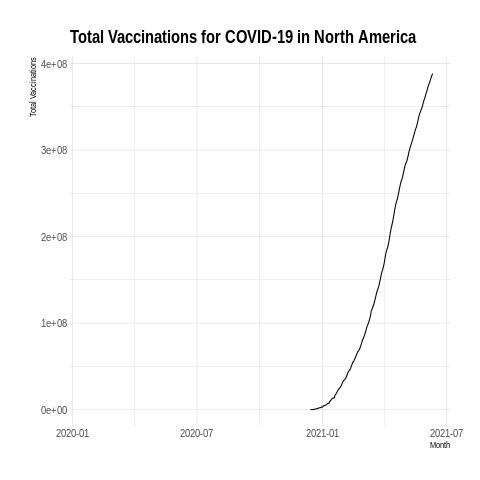 Total Vaccinations for COVID-19 in North America
Total Vaccinations
4e+08
3e+08
2e+08
1e+08
0e+00
2020-01
2020-07
2021-01
2021-07
Month